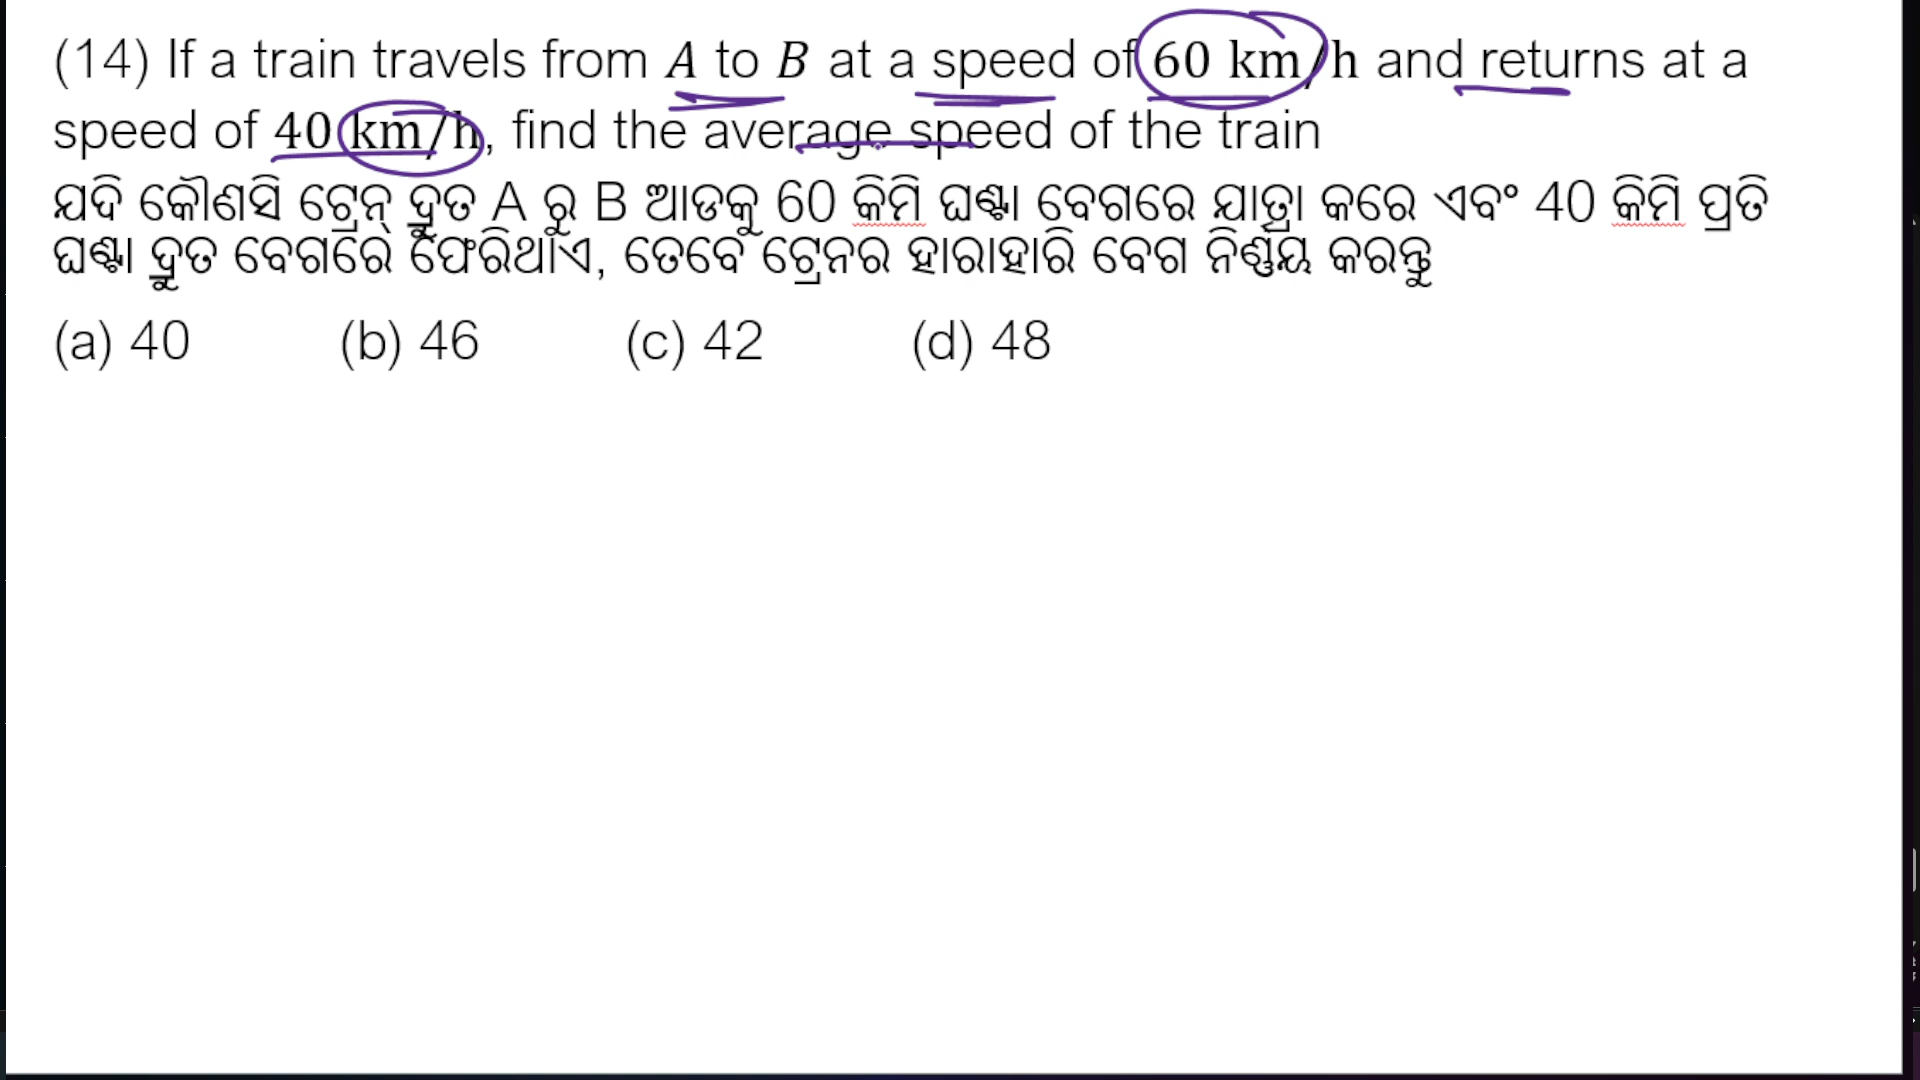 (14) If a train travels from A to B at a speed of 60 km/h and returns at a
speed of 40 km/h, find the average speed of the train
ଯଦି କୌଣସି ଟ୍ରେନ୍ ଦ୍ରୁତ A ରୁ B ଆଡକୁ 60 କିମି ଘଣ୍ଟା ବେଗରେ ଯାତ୍ରା କରେ ଏବଂ 40 କିମି ପ୍ରତି
ଘଣ୍ଟା ଦ୍ରୁତ ବେଗରେ ଫେରିଥାଏ, ତେବେ ଟ୍ରେନର ହାରାହାରି ବେଗ ନିର୍ଣ୍ଣୟ କରନ୍ତୁ
(a) 40 (b) 46 (c) 42 (d) 48